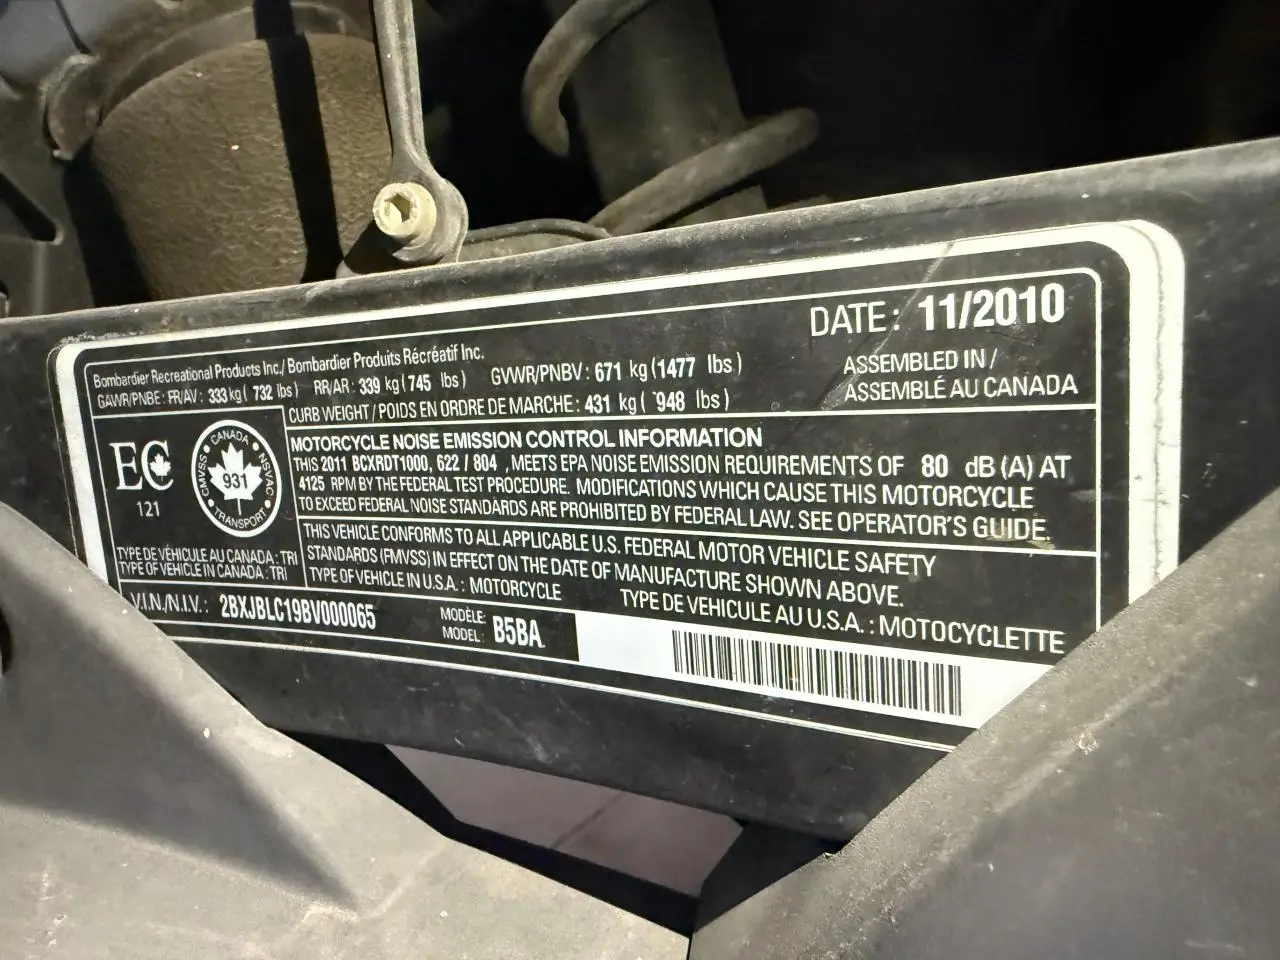 DATE: 11/2010
Bombardier Recreational Products Inc./ Bombardier Produits Récréatif Inc.
GAWR/PNBE: FR/AV: 333 kg ( 732 lbs) RR/AR: 339 kg (745 lbs) GVWR/PNBV: 671 kg (1477 lbs)
ASSEMBLED IN /
ASSEMBLÉ AU CANADA
CURB WEIGHT / POIDS EN ORDRE DE MARCHE: 431 kg ( 948 lbs)
EC
121
CANADA
CMVSS • NSVAC
931
TRANSPORT
TYPE DE VÉHICULE AU CANADA: TRI
TYPE OF VEHICLE IN CANADA: TRI
MOTORCYCLE NOISE EMISSION CONTROL INFORMATION
THIS 2011 BCXRDT1000, 622 / 804 , MEETS EPA NOISE EMISSION REQUIREMENTS OF 80 dB (A) AT
4125 RPM BY THE FEDERAL TEST PROCEDURE. MODIFICATIONS WHICH CAUSE THIS MOTORCYCLE
TO EXCEED FEDERAL NOISE STANDARDS ARE PROHIBITED BY FEDERAL LAW. SEE OPERATOR'S GUIDE.
THIS VEHICLE CONFORMS TO ALL APPLICABLE U.S. FEDERAL MOTOR VEHICLE SAFETY
STANDARDS (FMVSS) IN EFFECT ON THE DATE OF MANUFACTURE SHOWN ABOVE.
TYPE OF VEHICLE IN U.S.A.: MOTORCYCLE TYPE DE VEHICULE AU U.S.A.: MOTOCYCLETTE
V.I.N./N.I.V.: 2BXJBLC19BV000065
MODÈLE:
MODEL: B5BA